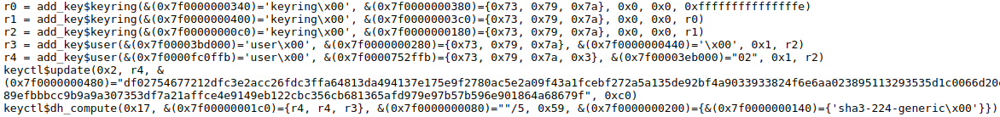 r0 = add_key$keyring(&(0x7f0000000340)='keyring\x00', &(0x7f0000000380)={0x73, 0x79, 0x7a}, 0x0, 0x0, 0xfffffffffffffffe)
r1 = add_key$keyring(&(0x7f0000000400)='keyring\x00', &(0x7f00000003c0)={0x73, 0x79, 0x7a}, 0x0, 0x0, r0)
r2 = add_key$keyring(&(0x7f00000000c0)='keyring\x00', &(0x7f0000000180)={0x73, 0x79, 0x7a}, 0x0, 0x0, r1)
r3 = add_key$user(&(0x7f00003bd000)='user\x00', &(0x7f0000000280)={0x73, 0x79, 0x7a}, &(0x7f0000000440)='\x00', 0x1, r2)
r4 = add_key$user(&(0x7f0000fc0ffb)='user\x00', &(0x7f0000752ffb)={0x73, 0x79, 0x7a, 0x3}, &(0x7f00003eb000)="02", 0x1, r2)
keyctl$update(0x2, r4, &
(0x7f0000000480)="df02754677212dfc3e2acc26fdc3ffa64813da494137e175e9f2780ac5e2a09f43a1fcebf272a5a135de92bf4a9033933824f6e6aa023895113293535d1c0066d20
89efbbbcc9b9a9a307353df7a21affce4e9149eb122cbc356cb681365afd979e97b57b596e901864a68679f", 0xc0)
keyctl$dh_compute(0x17, &(0x7f00000001c0)={r4, r4, r3}, &(0x7f0000000080)=""/5, 0x59, &(0x7f0000000200)={&(0x7f0000000140)={'sha3-224-generic\x00'}})